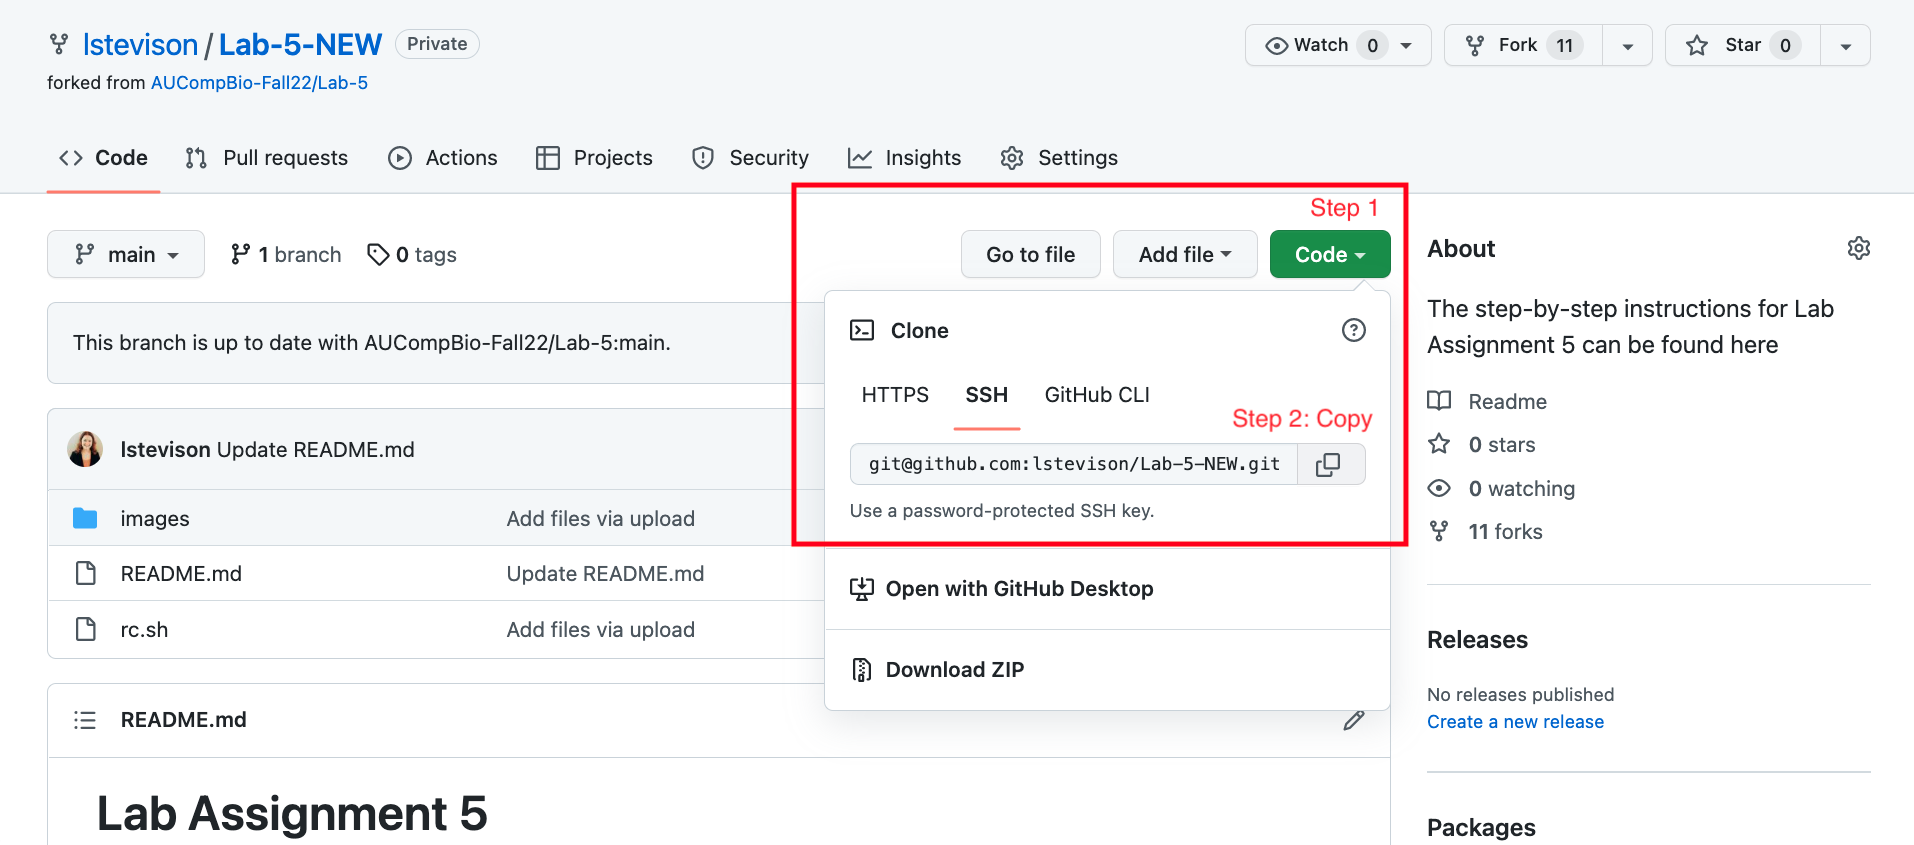 lstevison / Lab-5-NEW Private
Watch 0 Fork 11 Star 0
forked from AUCompBio-Fall22/Lab-5
Code Pull requests Actions Projects Security Insights Settings
Step 1
main 1 branch 0 tags Go to file Add file Code
This branch is up to date with AUCompBio-Fall22/Lab-5:main.
Clone
HTTPS SSH GitHub CLI
Step 2: Copy
git@github.com:lstevison/Lab-5-NEW.git
Use a password-protected SSH key.
Open with GitHub Desktop
Download ZIP
lstevison Update README.md
images Add files via upload
README.md Update README.md
rc.sh Add files via upload
README.md
Lab Assignment 5
About
The step-by-step instructions for Lab
Assignment 5 can be found here
Readme
0 stars
0 watching
11 forks
Releases
No releases published
Create a new release
Packages